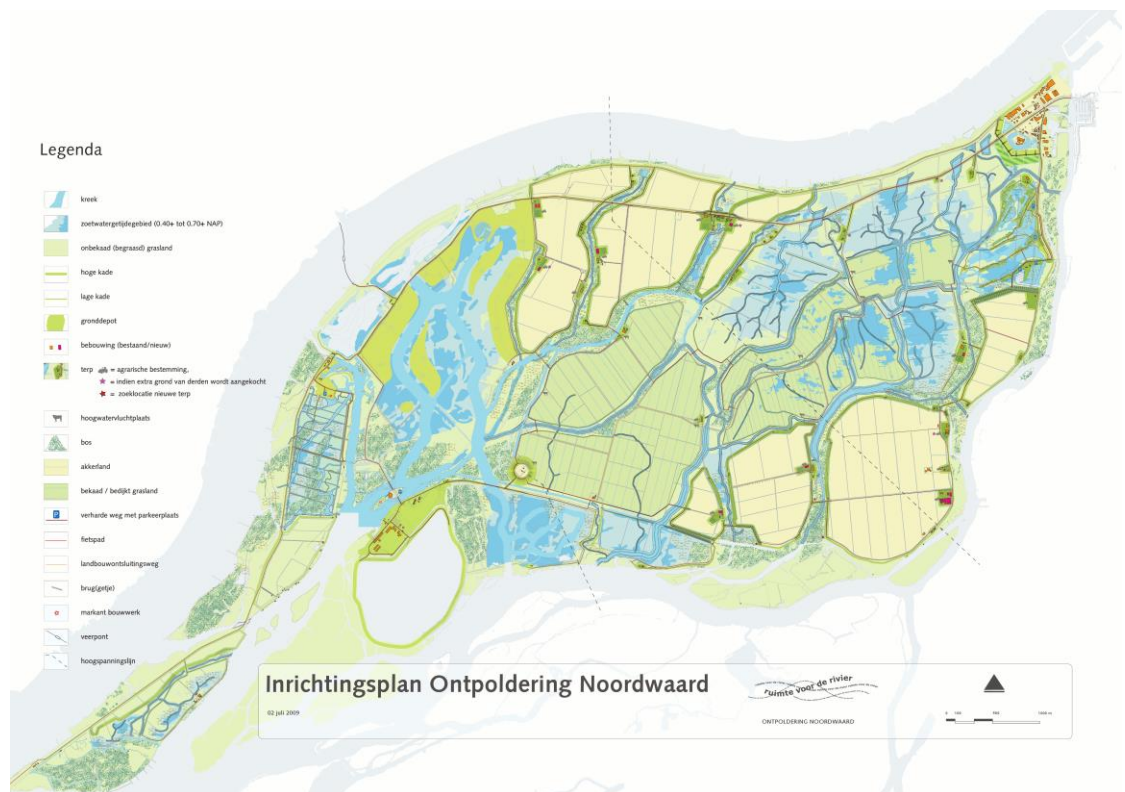 Legenda
kreek
zoetwatergetijdegebied (0.40+ tot 0.70+ NAP)
onbekaad (begraasd) grasland
hoge kade
lage kade
gronddepot
bebouwing (bestaand/nieuw)
terp = agrarische bestemming,
= indien extra grond van derden wordt aangekocht
= zoeklocatie nieuwe terp
hoogwatervluchtplaats
bos
akkerland
bekaad / bedijkt grasland
P verharde weg met parkeerplaats
fietspad
landbouwontsluitingsweg
brug(getje)
markant bouwwerk
veerpont
hoogspanningslijn
Inrichtingsplan Ontpoldering Noordwaard
02 juli 2009
ruimte voor de rivier
ONTPOLDERING NOORDWAARD